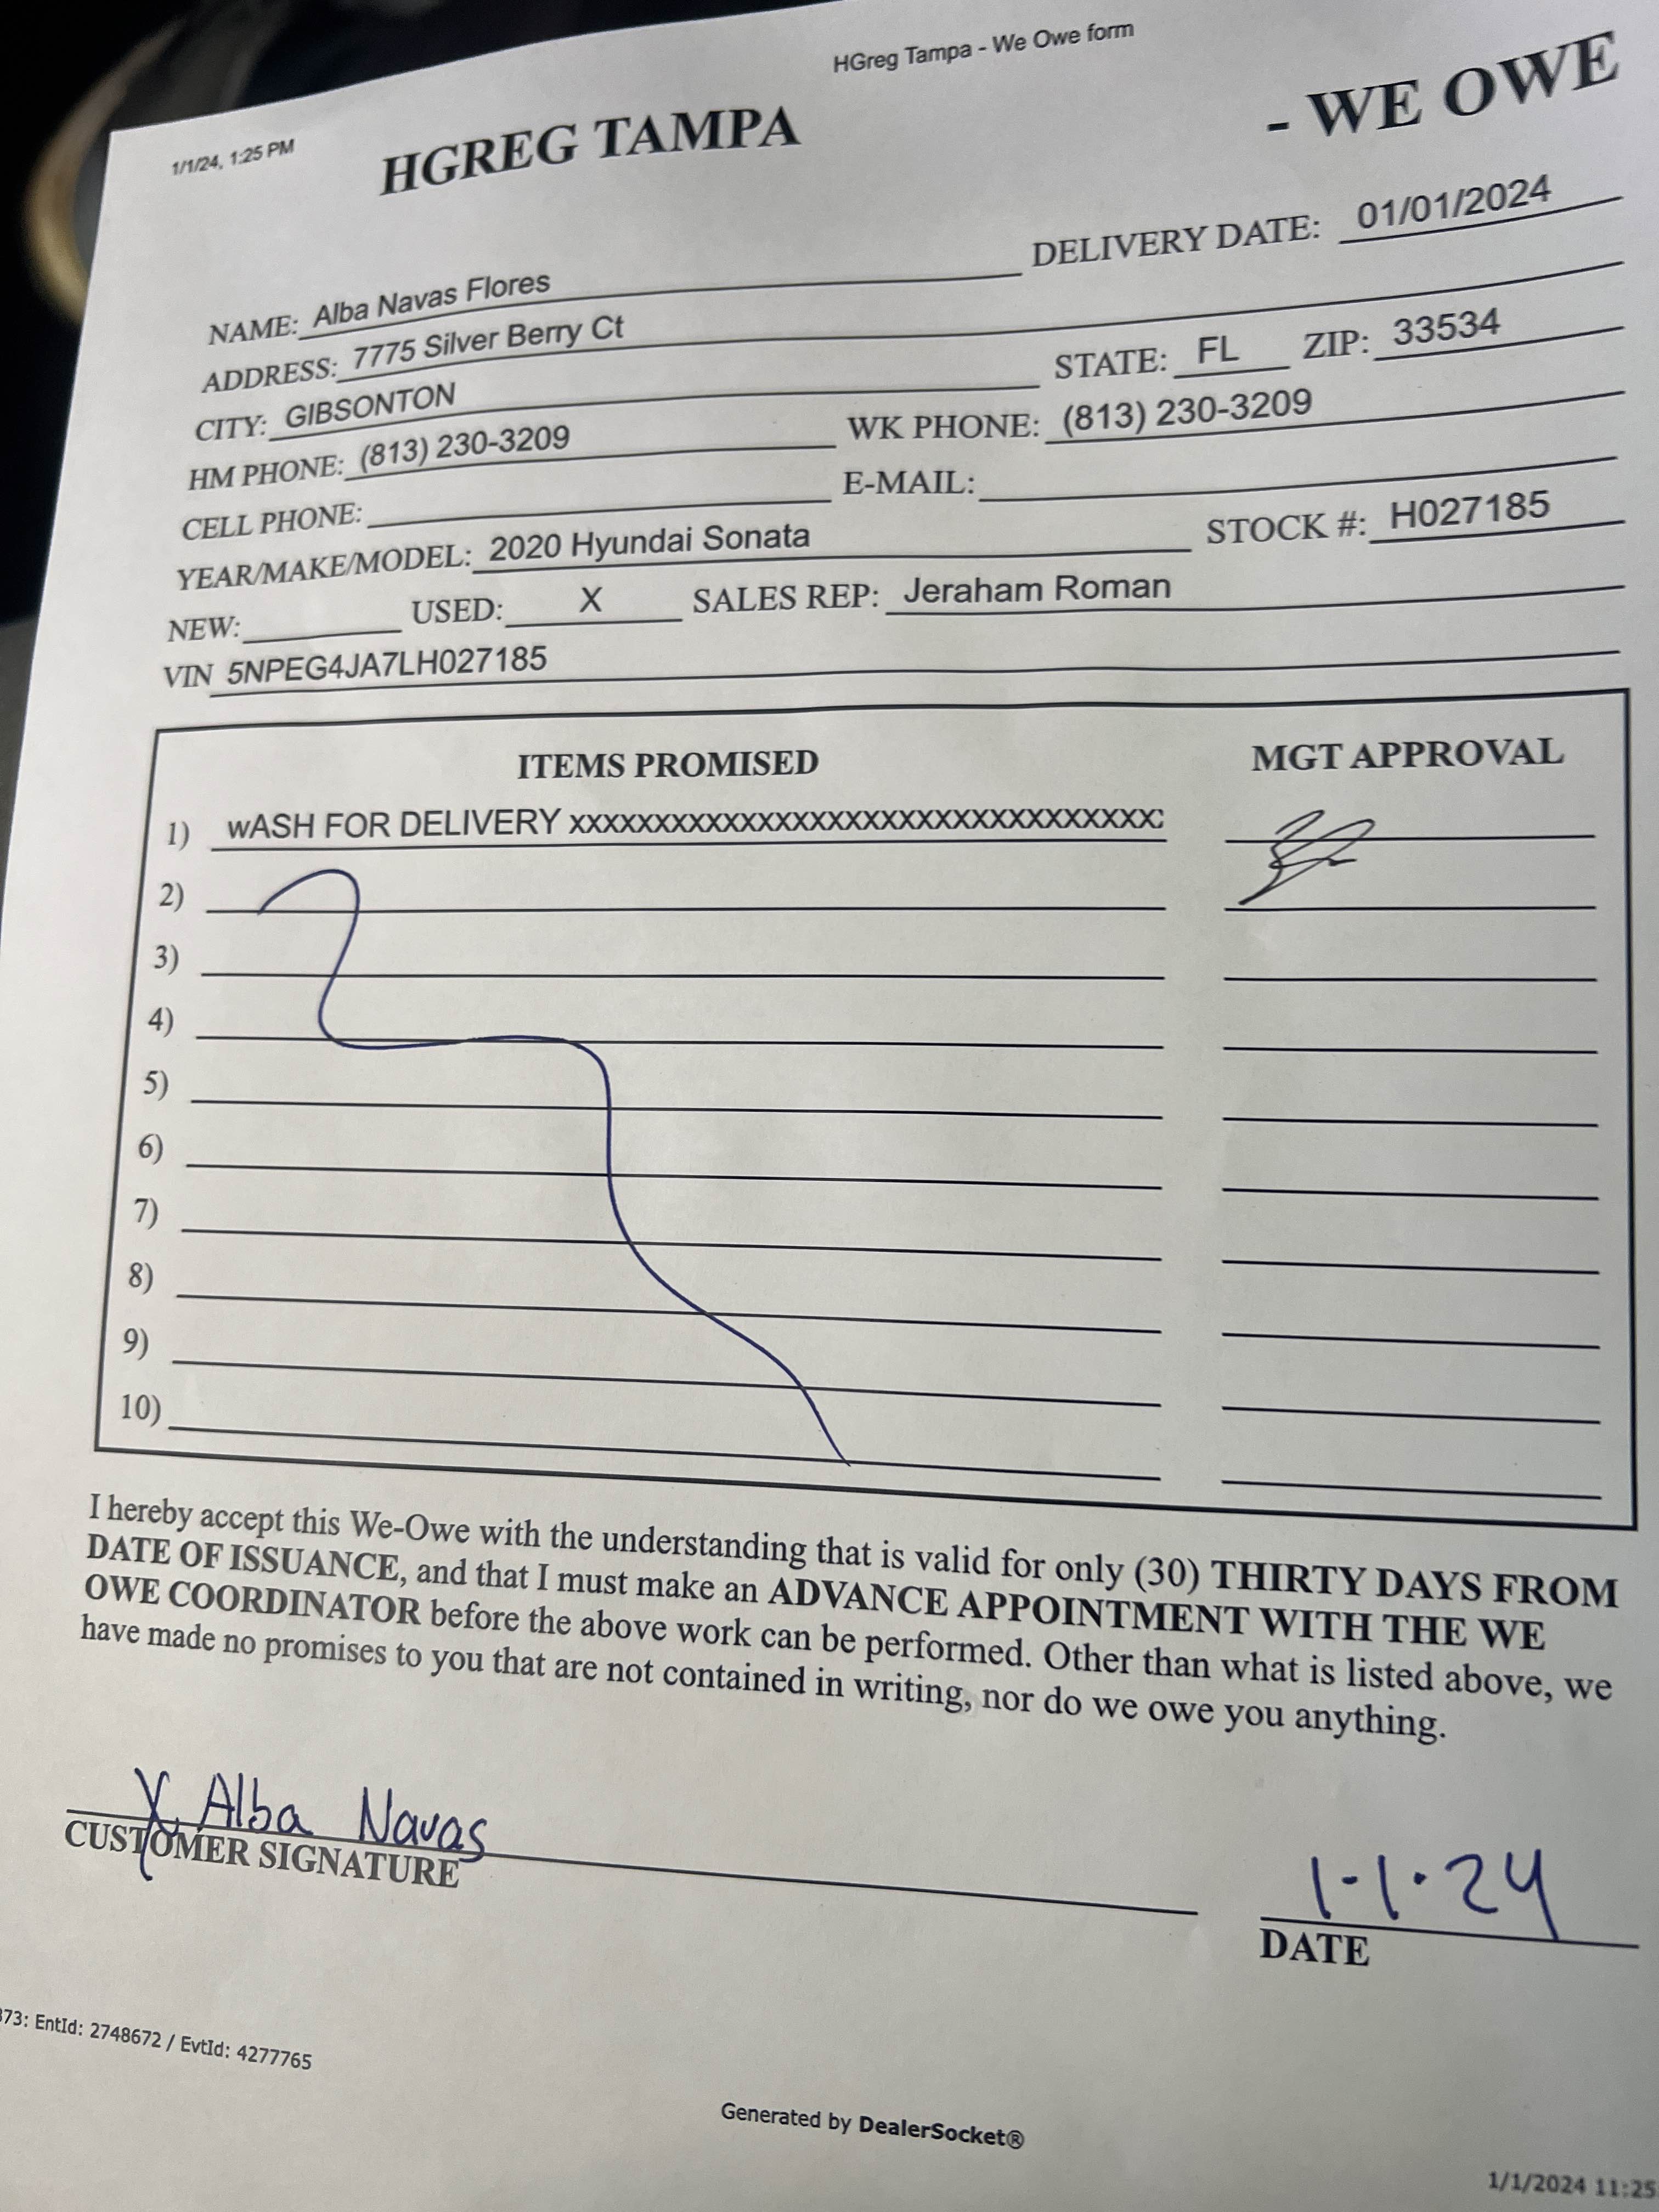 HGreg Tampa - We Owe form
1/1/24, 1:25 PM
HGREG TAMPA - WE OWE
DELIVERY DATE: 01/01/2024
NAME: Alba Navas Flores
ADDRESS: 7775 Silver Berry Ct
CITY: GIBSONTON STATE: FL ZIP: 33534
HM PHONE: (813) 230-3209 WK PHONE: (813) 230-3209
CELL PHONE: E-MAIL:
YEAR/MAKE/MODEL: 2020 Hyundai Sonata STOCK #: H027185
NEW: USED: X SALES REP: Jeraham Roman
VIN 5NPEG4JA7LH027185
ITEMS PROMISED MGT APPROVAL
1) wASH FOR DELIVERY xxxxxxxxxxxxxxxxxxxxxxxxxxxxxxxxxxx
2)
3)
4)
5)
6)
7)
8)
9)
10)
I hereby accept this We-Owe with the understanding that is valid for only (30) THIRTY DAYS FROM
DATE OF ISSUANCE, and that I must make an ADVANCE APPOINTMENT WITH THE WE
OWE COORDINATOR before the above work can be performed. Other than what is listed above, we
have made no promises to you that are not contained in writing, nor do we owe you anything.
X Alba Navas
CUSTOMER SIGNATURE
1-1-24
DATE
373: EntId: 2748672 / EvtId: 4277765
Generated by DealerSocket®
1/1/2024 11:25